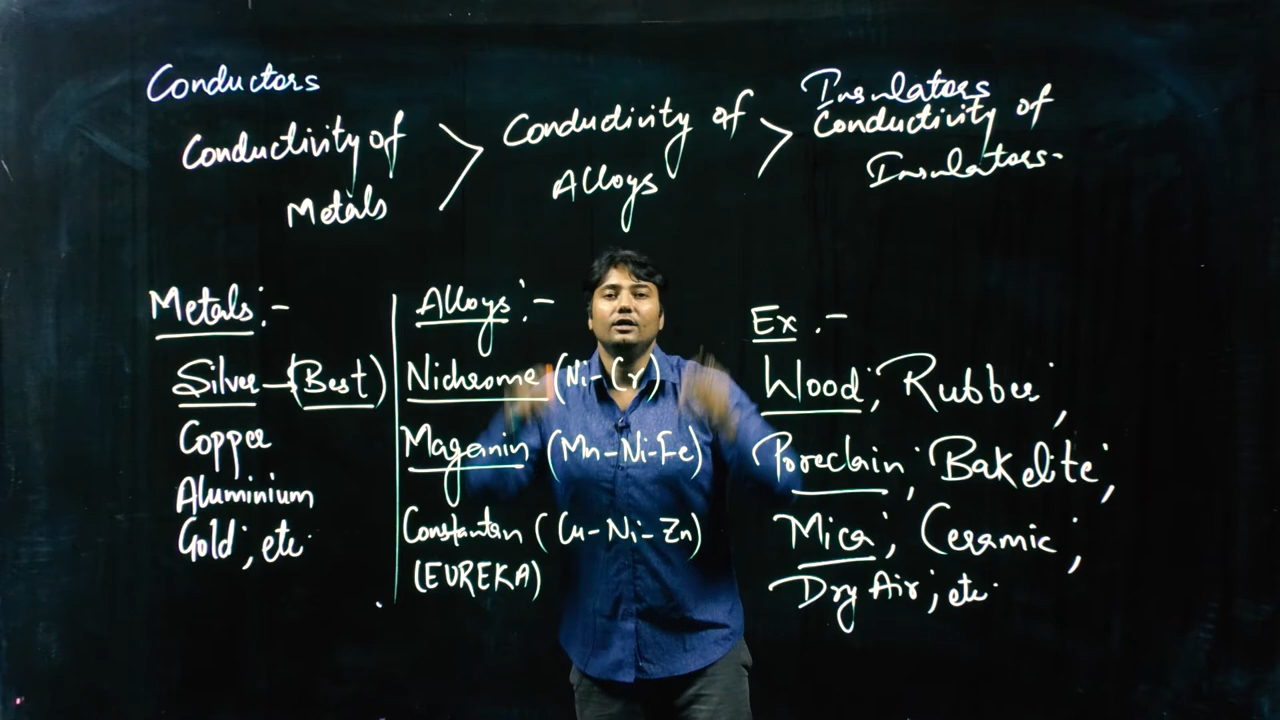 Conductors
Conductivity of
Metals
>
Conductivity of
Alloys
>
Insulators
Conductivity of
Insulators.
Metals :-
Silver - (Best)
Copper
Aluminium
Gold, etc.
Alloys :-
Nichrome (Ni-Cr)
Maganin (Mn-Ni-Fe)
Constantan (Cu-Ni-Zn)
(EUREKA)
Ex :-
Wood, Rubber,
Poreclain, Bakelite,
Mica, Ceramic,
Dry Air, etc.